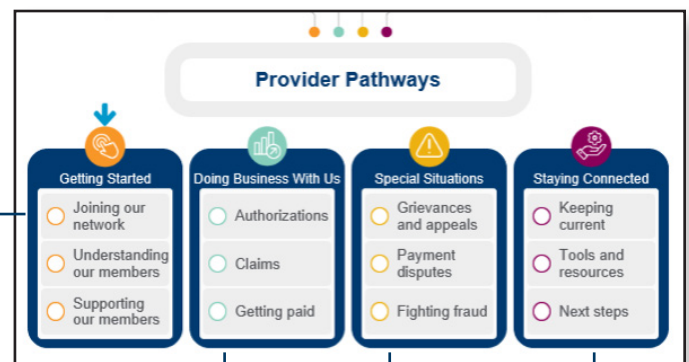 Provider Pathways
Getting Started
Joining our
network
Understanding
our members
Supporting
our members
Doing Business With Us
Authorizations
Claims
Getting paid
Special Situations
Grievances
and appeals
Payment
disputes
Fighting fraud
Staying Connected
Keeping
current
Tools and
resources
Next steps